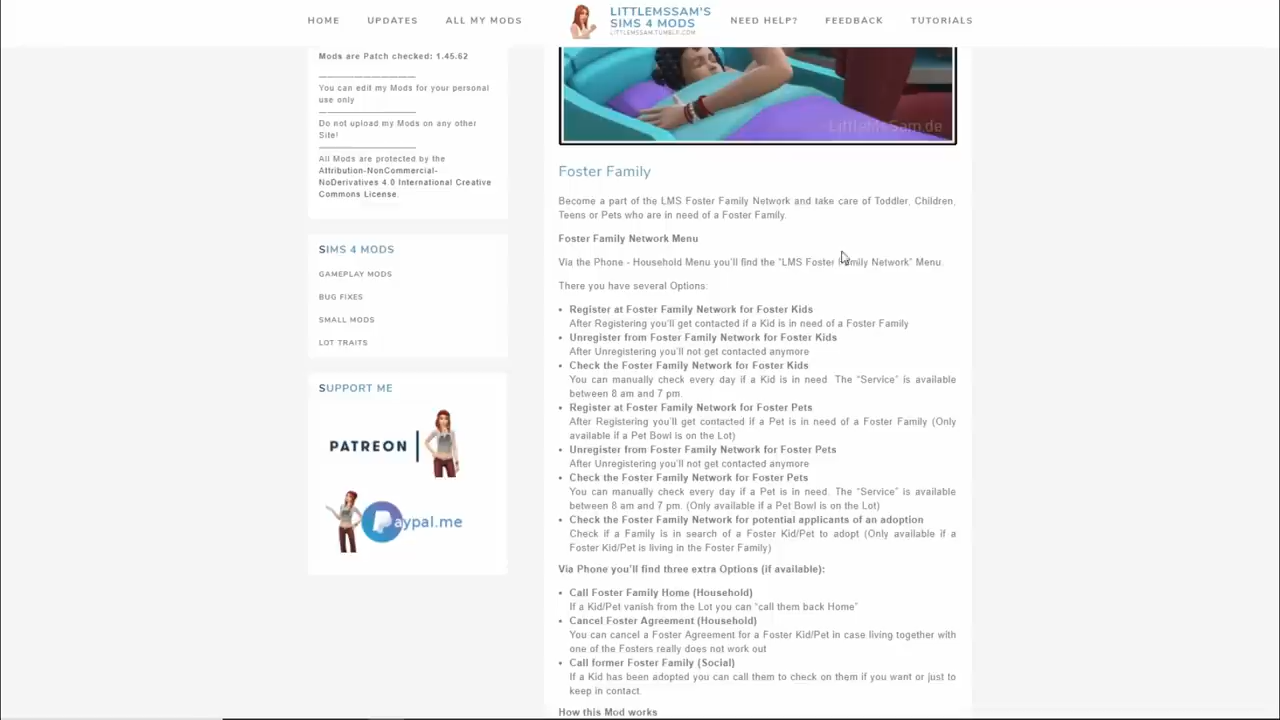 HOME
UPDATES
ALL MY MODS
LITTLEMSSAM'S
SIMS 4 MODS
LITTLEMSSAM.TUMBLR.COM
NEED HELP?
FEEDBACK
TUTORIALS
Mods are Patch checked: 1.45.62
You can edit my Mods for your personal
use only
Do not upload my Mods on any other
Site!
All Mods are protected by the
Attribution-NonCommercial-
NoDerivatives 4.0 International Creative
Commons License.
SIMS 4 MODS
GAMEPLAY MODS
BUG FIXES
SMALL MODS
LOT TRAITS
SUPPORT ME
PATREON
Paypal.me
LittleMsSam.de
Foster Family
Become a part of the LMS Foster Family Network and take care of Toddler, Children,
Teens or Pets who are in need of a Foster Family.
Foster Family Network Menu
Via the Phone - Household Menu you'll find the "LMS Foster Family Network" Menu.
There you have several Options:
• Register at Foster Family Network for Foster Kids
After Registering you'll get contacted if a Kid is in need of a Foster Family
• Unregister from Foster Family Network for Foster Kids
After Unregistering you'll not get contacted anymore
• Check the Foster Family Network for Foster Kids
You can manually check every day if a Kid is in need. The "Service" is available
between 8 am and 7 pm.
• Register at Foster Family Network for Foster Pets
After Registering you'll get contacted if a Pet is in need of a Foster Family (Only
available if a Pet Bowl is on the Lot)
• Unregister from Foster Family Network for Foster Pets
After Unregistering you'll not get contacted anymore
• Check the Foster Family Network for Foster Pets
You can manually check every day if a Pet is in need. The "Service" is available
between 8 am and 7 pm. (Only available if a Pet Bowl is on the Lot)
• Check the Foster Family Network for potential applicants of an adoption
Check if a Family is in search of a Foster Kid/Pet to adopt (Only available if a
Foster Kid/Pet is living in the Foster Family)
Via Phone you'll find three extra Options (if available):
• Call Foster Family Home (Household)
If a Kid/Pet vanish from the Lot you can "call them back Home"
• Cancel Foster Agreement (Household)
You can cancel a Foster Agreement for a Foster Kid/Pet in case living together with
one of the Fosters really does not work out
• Call former Foster Family (Social)
If a Kid has been adopted you can call them to check on them if you want or just to
keep in contact.
How this Mod works